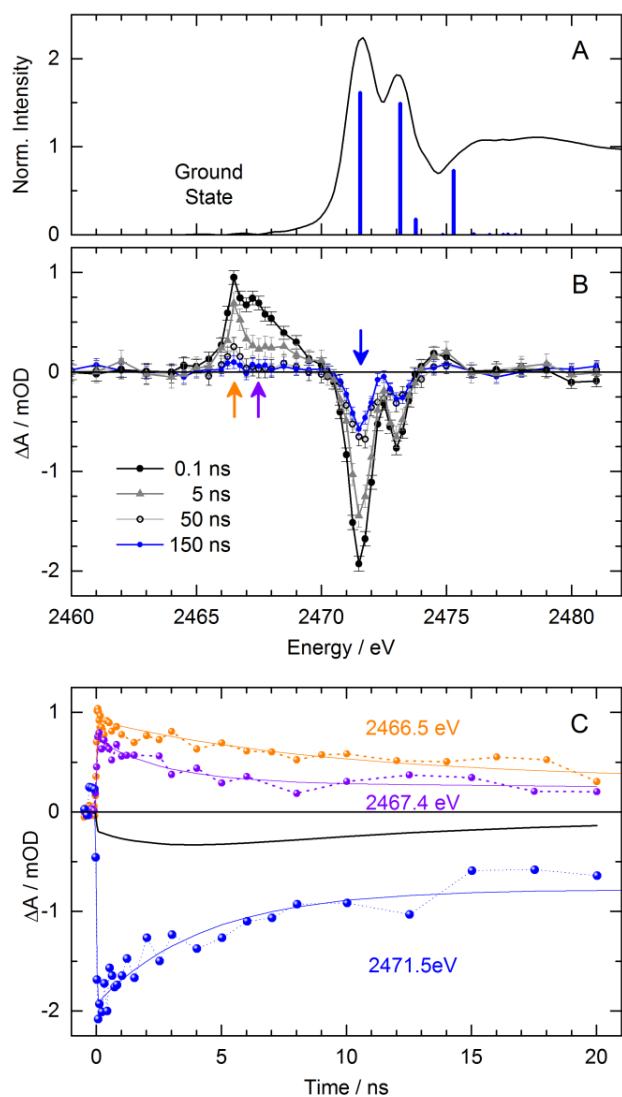 A
2
Norm. Intensity
1
Ground
State
0
B
1
0
ΔA / mOD
-1
-2
0.1 ns
5 ns
50 ns
150 ns
2460 2465 2470 2475 2480
Energy / eV
C
1
2466.5 eV
2467.4 eV
0
ΔA / mOD
-1
2471.5eV
-2
0 5 10 15 20
Time / ns